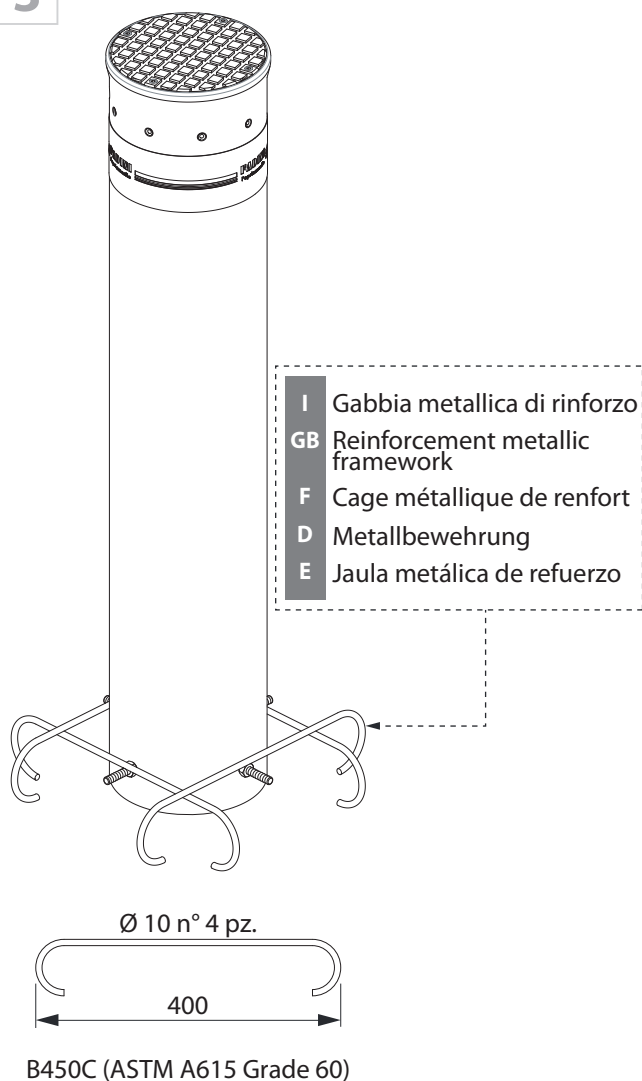 I Gabbia metallica di rinforzo
GB Reinforcement metallic
framework
F Cage métallique de renfort
D Metallbewehrung
E Jaula metálica de refuerzo
Ø 10 n° 4 pz.
400
B450C (ASTM A615 Grade 60)